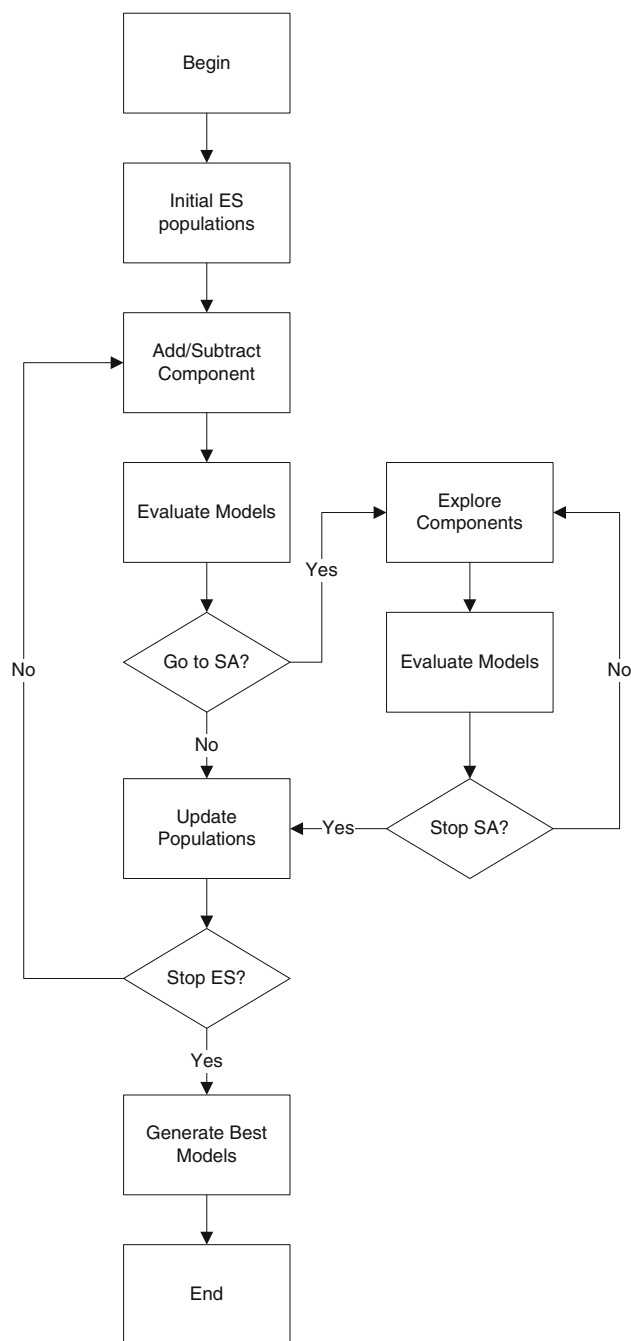 Begin
Initial ES
populations
Add/Subtract
Component
Evaluate Models
Explore
Components
Yes
Go to SA?
Evaluate Models
No
No
No
Update
Populations
Yes
Stop SA?
Stop ES?
Yes
Generate Best
Models
End